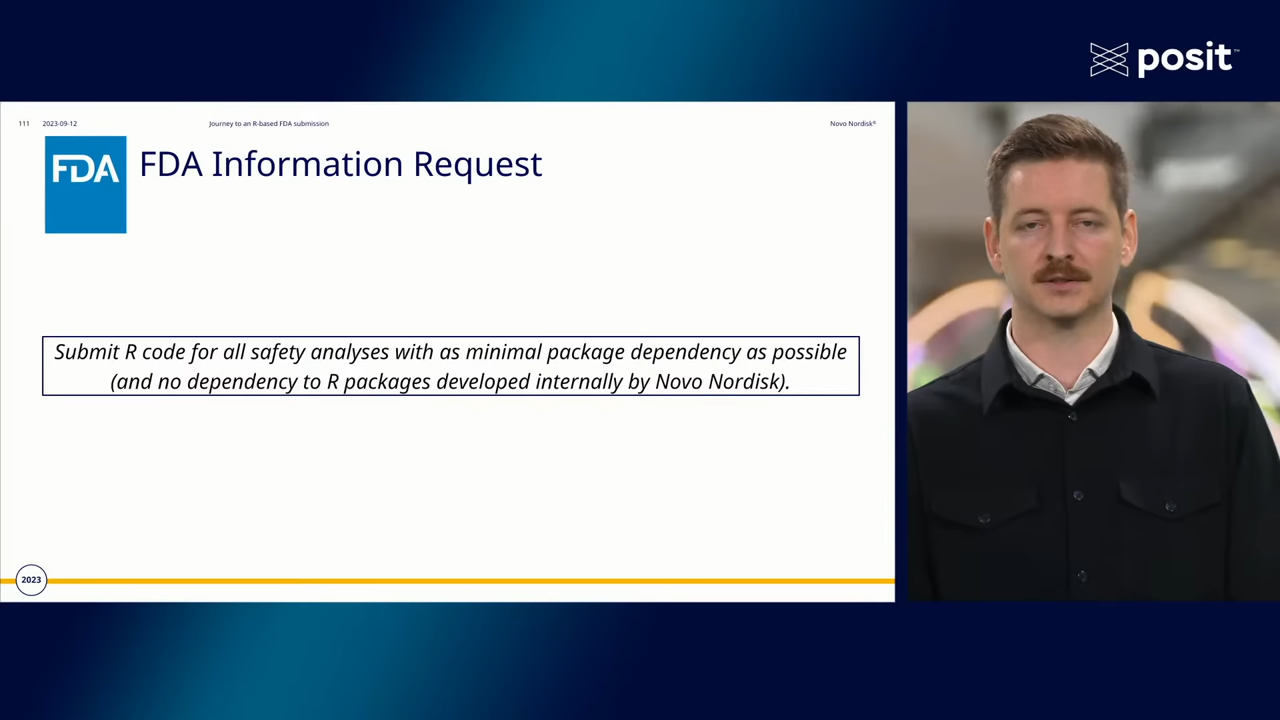 posit™
111 2023-09-12 Journey to an R-based FDA submission Novo Nordisk®
FDA FDA Information Request
Submit R code for all safety analyses with as minimal package dependency as possible
(and no dependency to R packages developed internally by Novo Nordisk).
2023